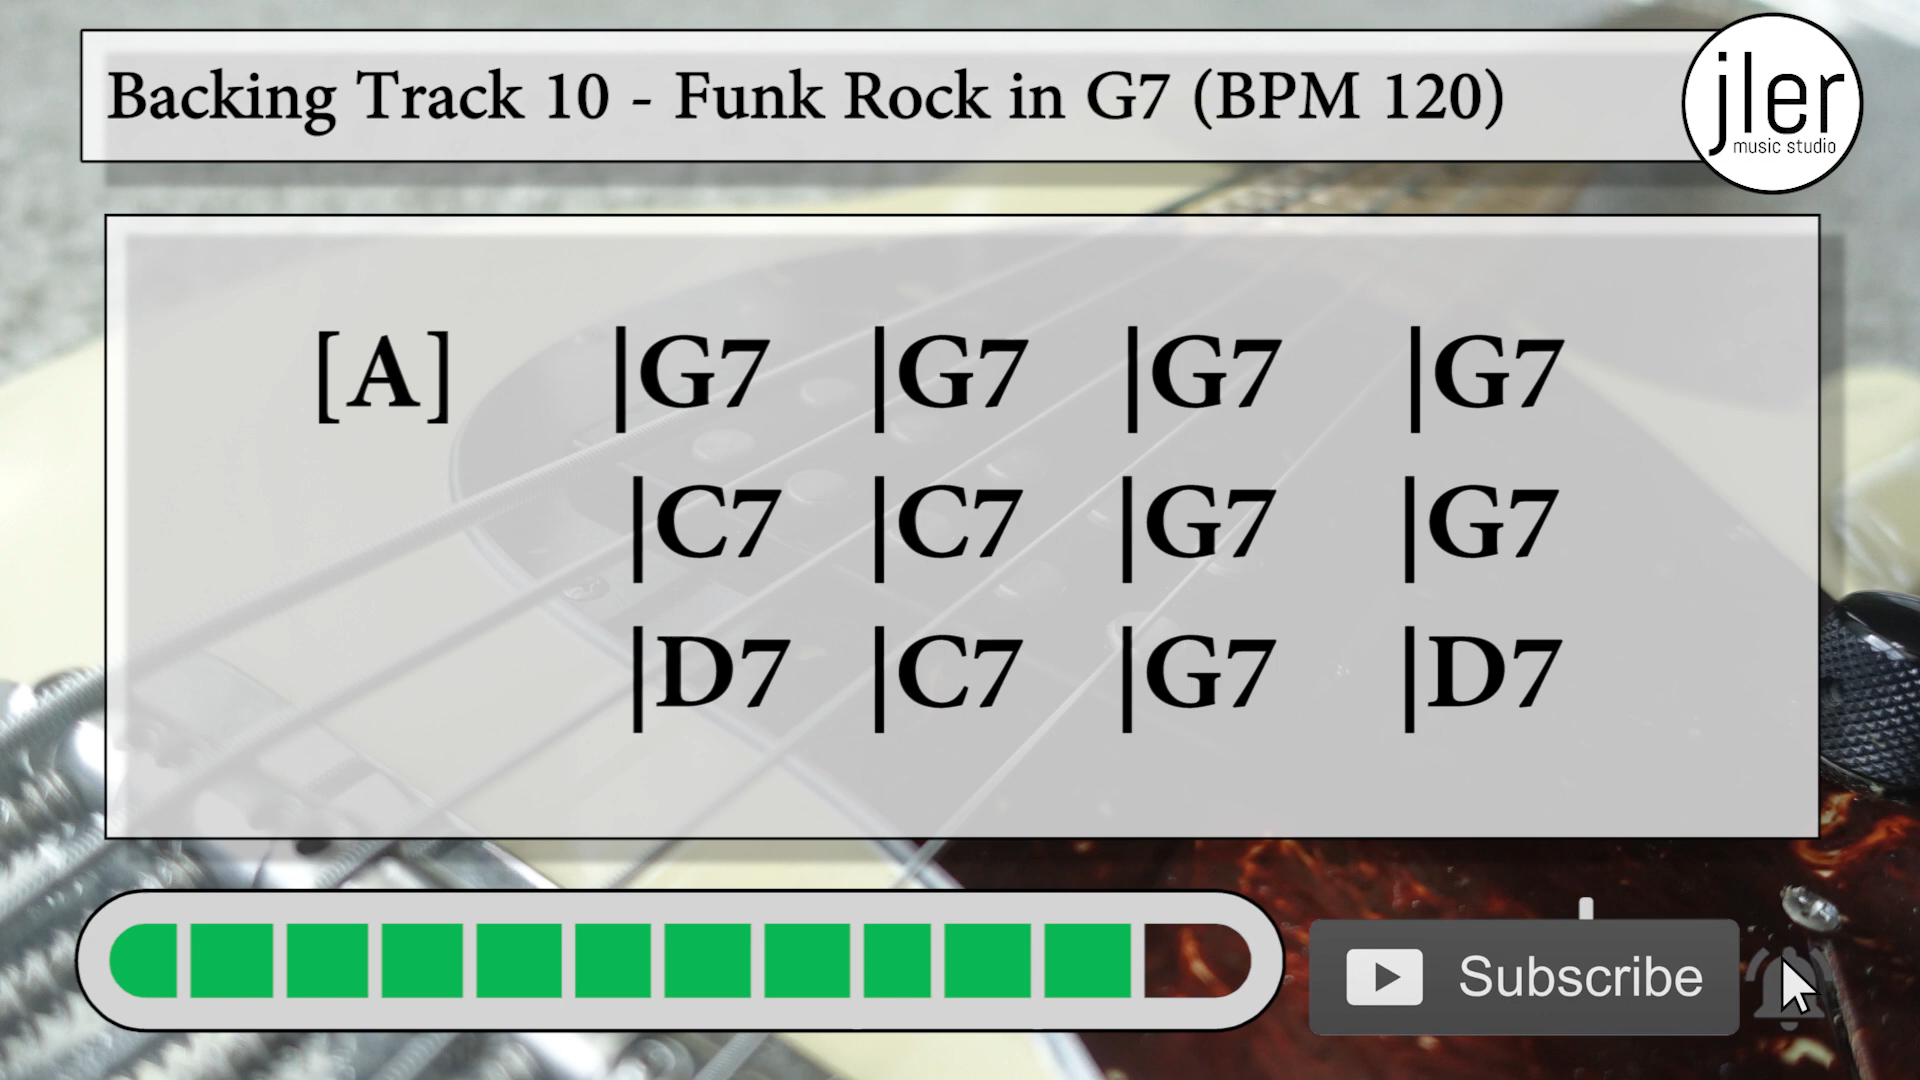 Backing Track 10 - Funk Rock in G7 (BPM 120)
jler
music studio
[A] |G7 |G7 |G7 |G7
|C7 |C7 |G7 |G7
|D7 |C7 |G7 |D7
Subscribe